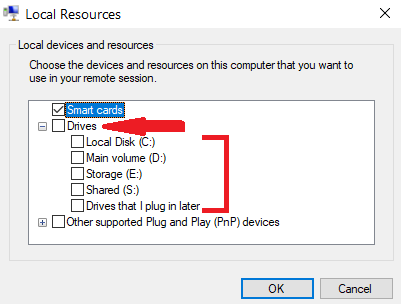 Local Resources
Local devices and resources
Choose the devices and resources on this computer that you want to
use in your remote session.
Smart cards
Drives
Local Disk (C:)
Main volume (D:)
Storage (E:)
Shared (S:)
Drives that I plug in later
Other supported Plug and Play (PnP) devices
OK Cancel